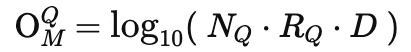 O_M^Q = log₁₀( N_Q · R_Q · D )